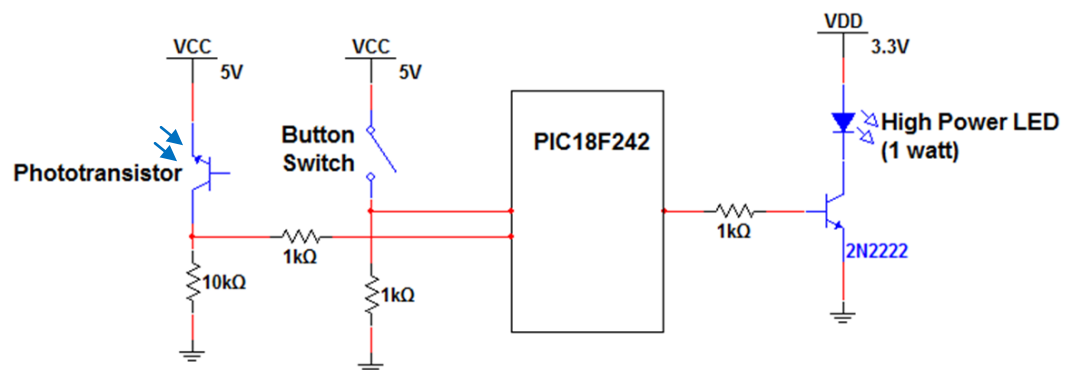 VCC
5V
Phototransistor
10kΩ
1kΩ
VCC
5V
Button
Switch
1kΩ
PIC18F242
1kΩ
VDD
3.3V
High Power LED
(1 watt)
2N2222